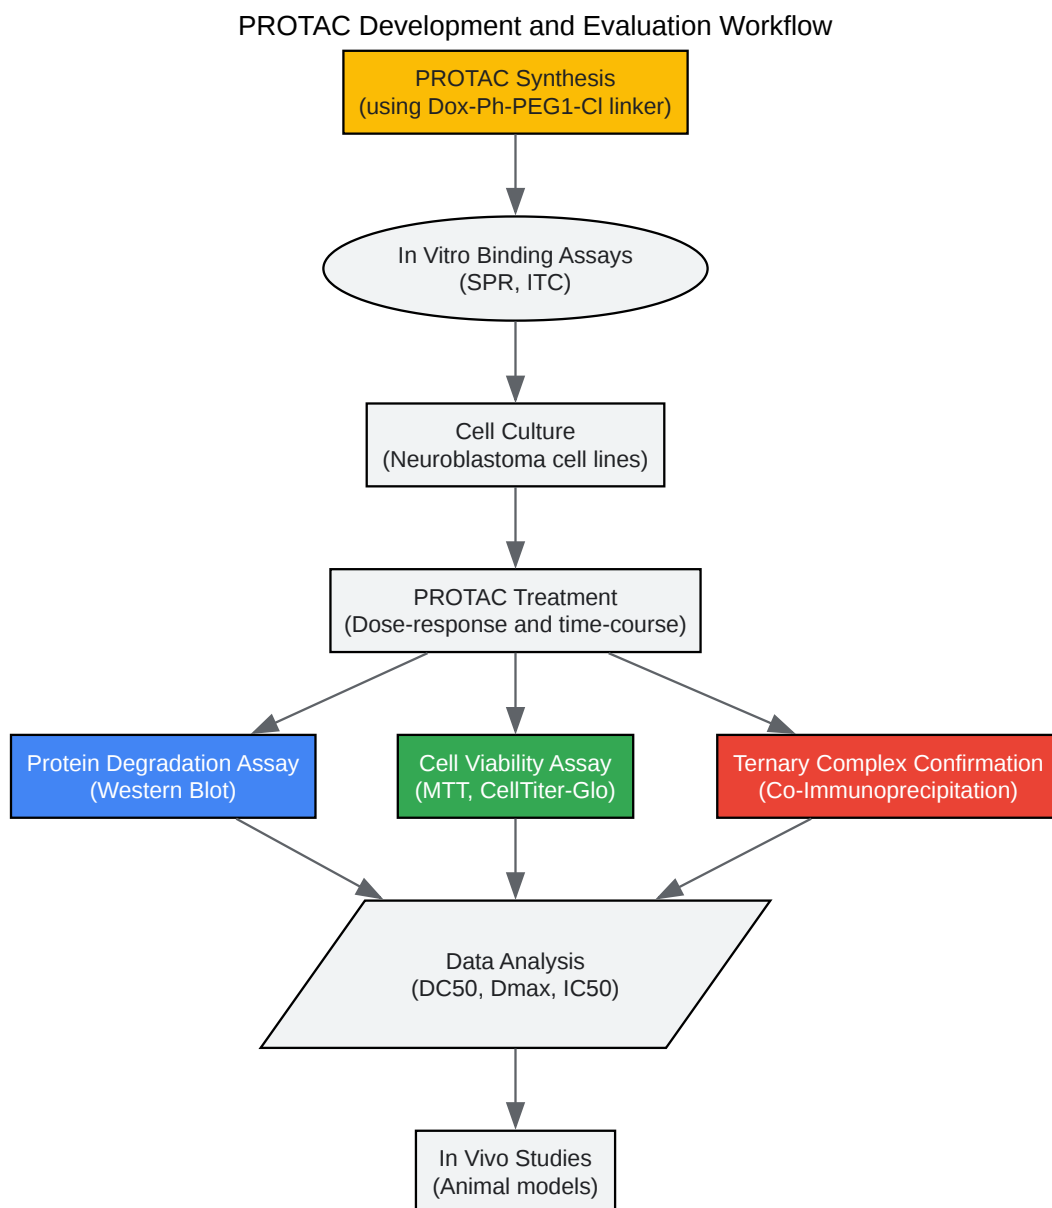 PROTAC Development and Evaluation Workflow
PROTAC Synthesis
(using Dox-Ph-PEG1-Cl linker)
In Vitro Binding Assays
(SPR, ITC)
Cell Culture
(Neuroblastoma cell lines)
PROTAC Treatment
(Dose-response and time-course)
Protein Degradation Assay
(Western Blot)
Cell Viability Assay
(MTT, CellTiter-Glo)
Ternary Complex Confirmation
(Co-Immunoprecipitation)
Data Analysis
(DC50, Dmax, IC50)
In Vivo Studies
(Animal models)